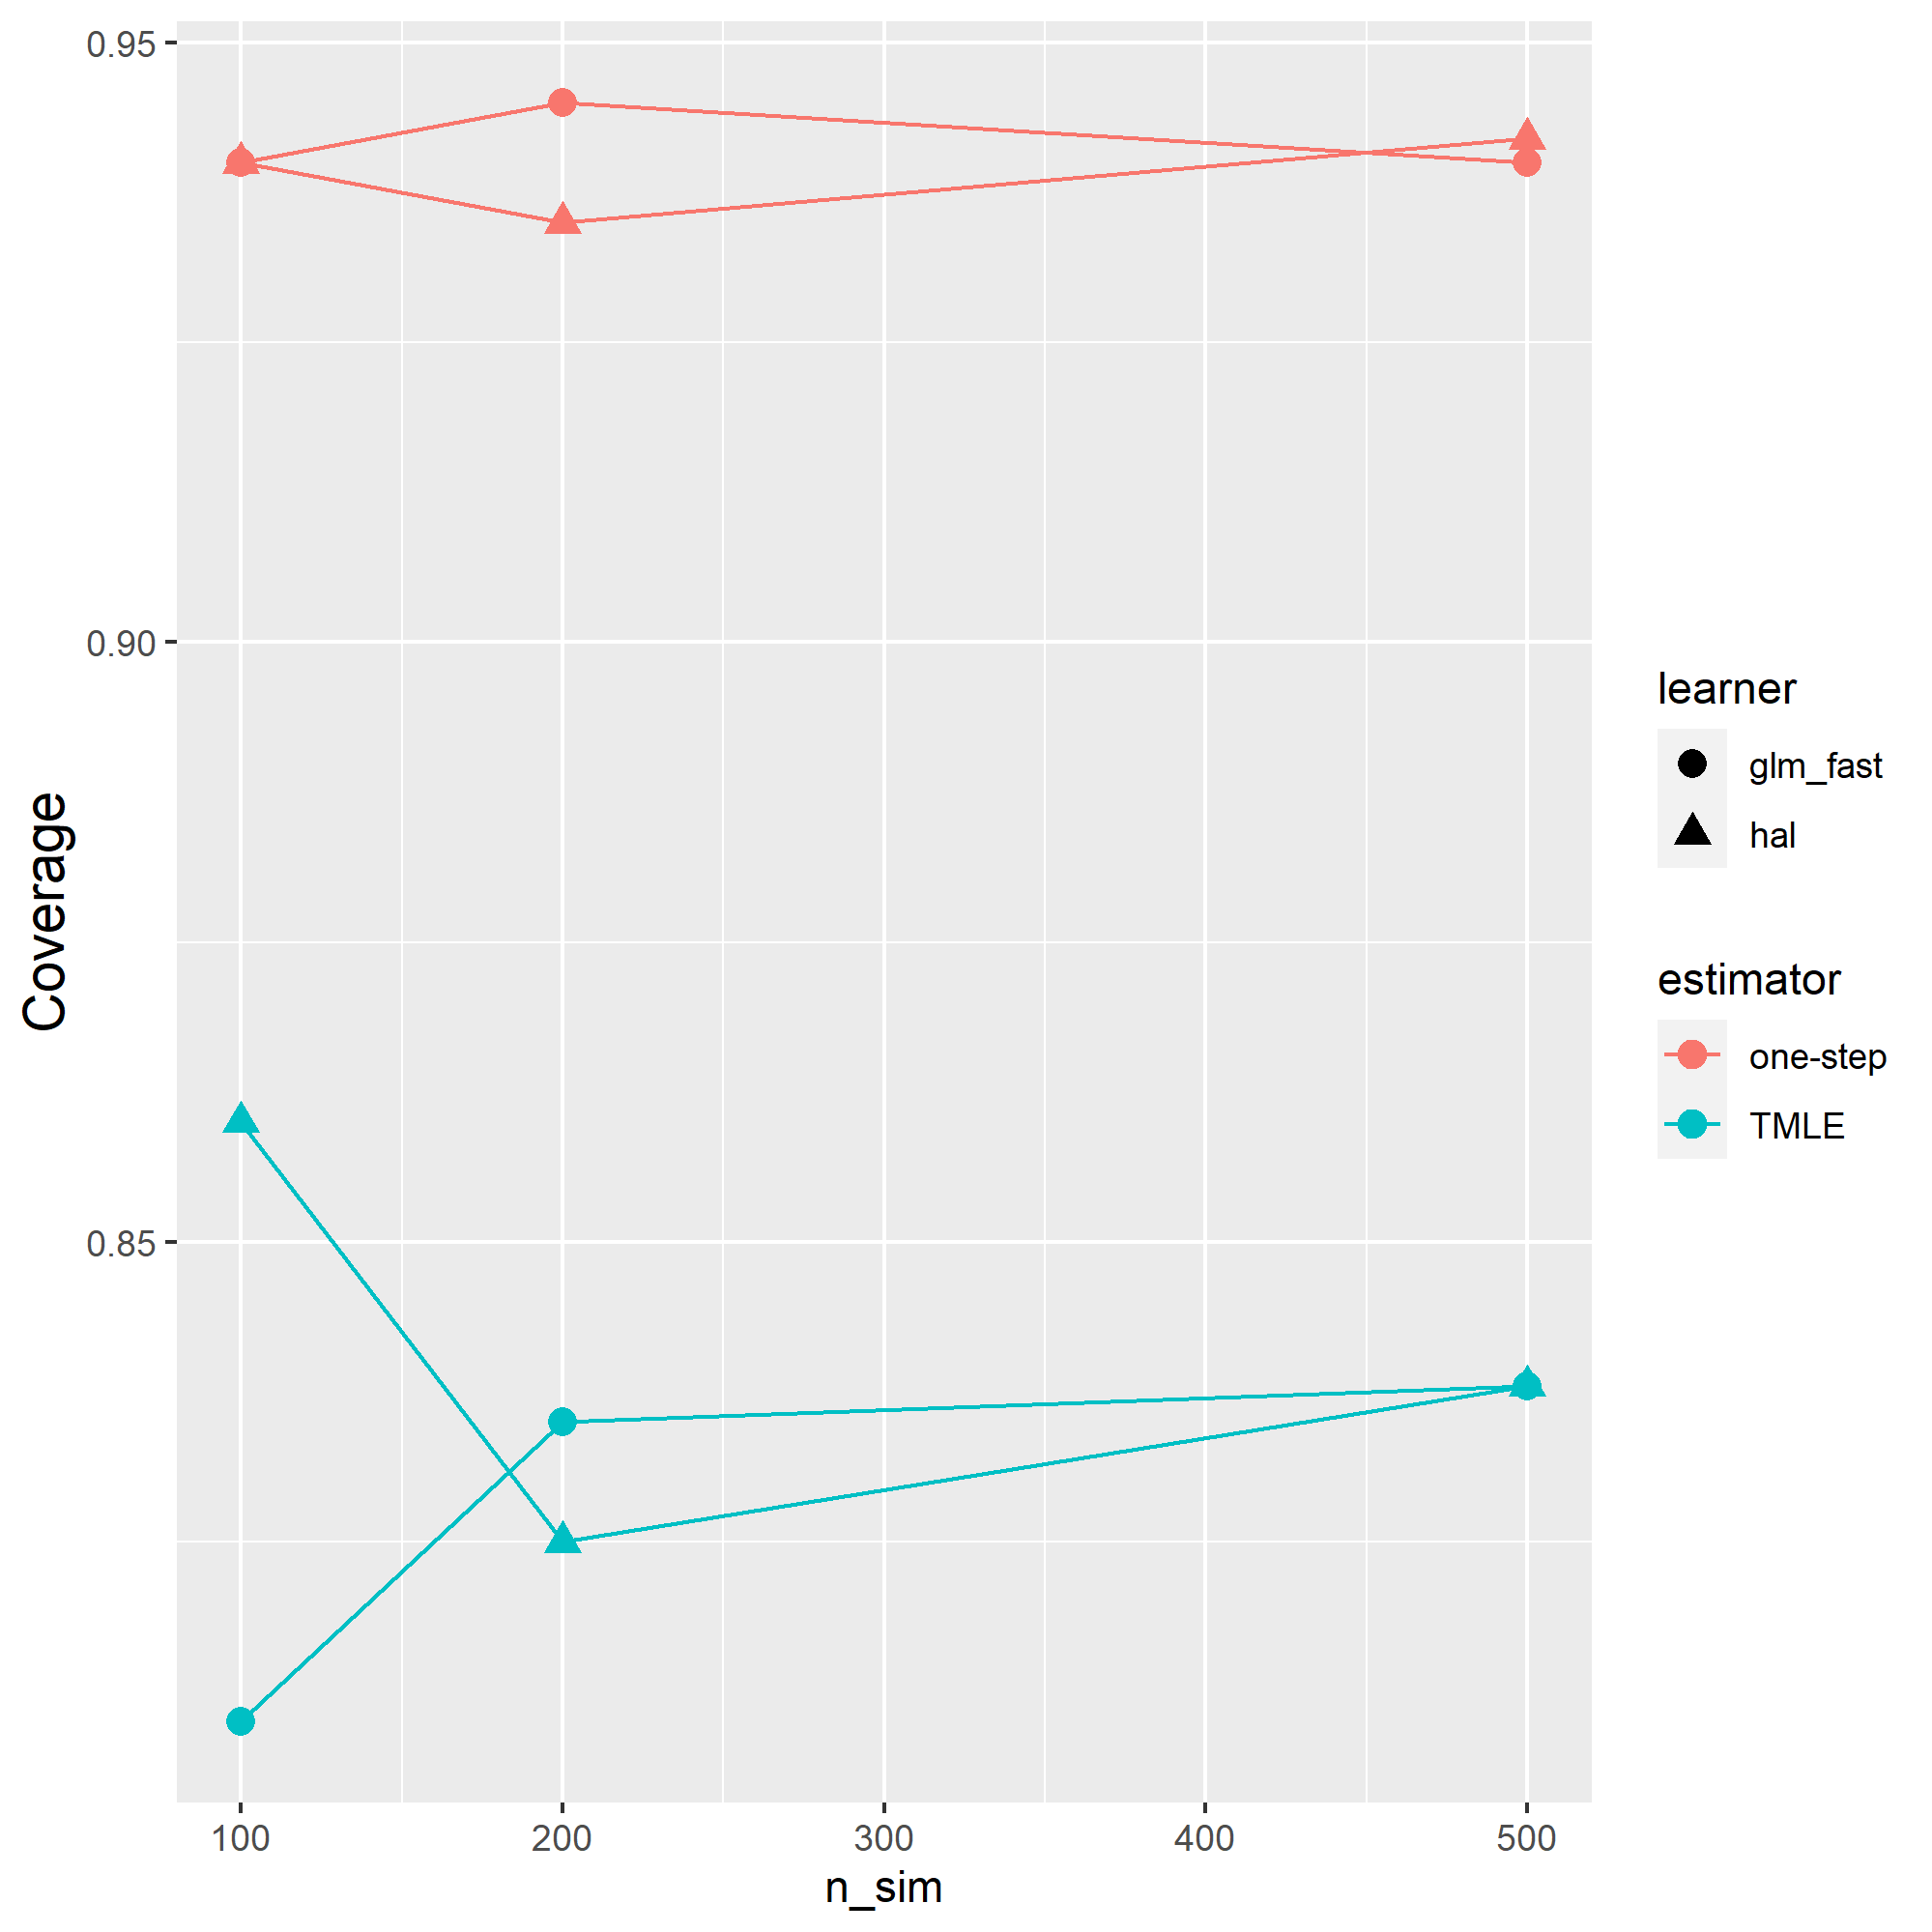 Coverage
0.95
0.90
0.85
100 200 300 400 500
n_sim
learner
glm_fast
hal
estimator
one-step
TMLE